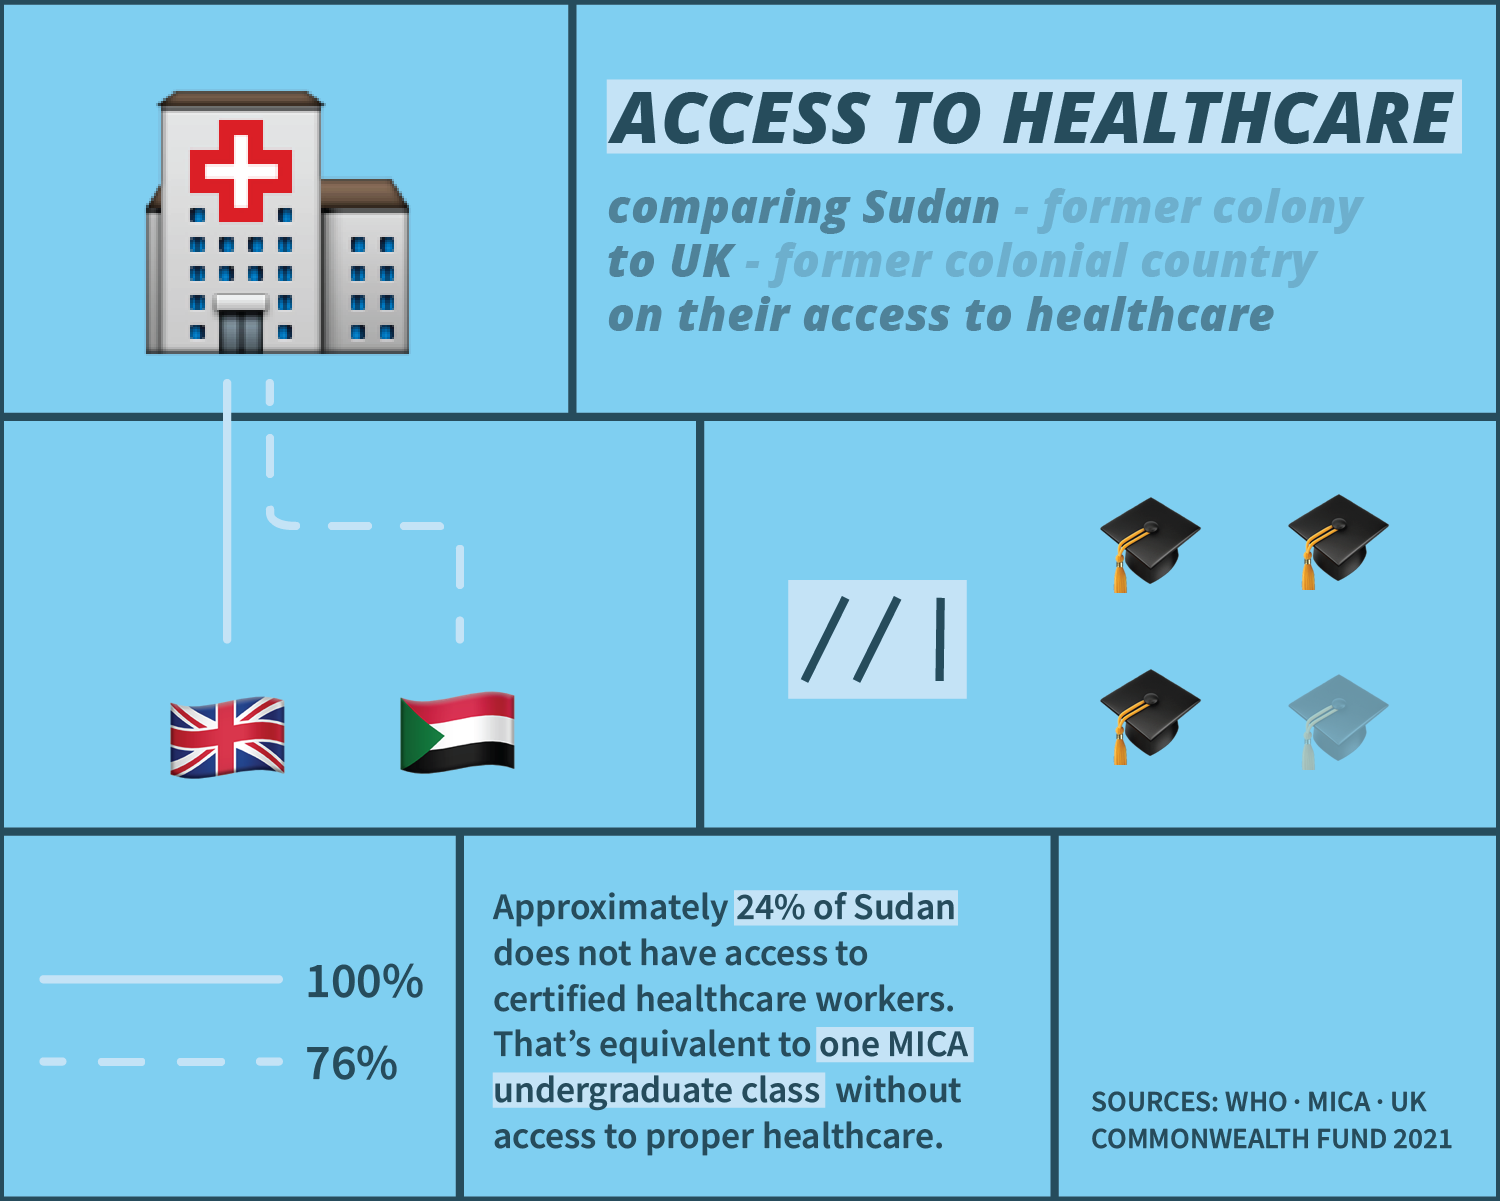 ACCESS TO HEALTHCARE
comparing Sudan - former colony
to UK - former colonial country
on their access to healthcare
100%
76%
Approximately 24% of Sudan
does not have access to
certified healthcare workers.
That’s equivalent to one MICA
undergraduate class without
access to proper healthcare.
SOURCES: WHO · MICA · UK
COMMONWEALTH FUND 2021